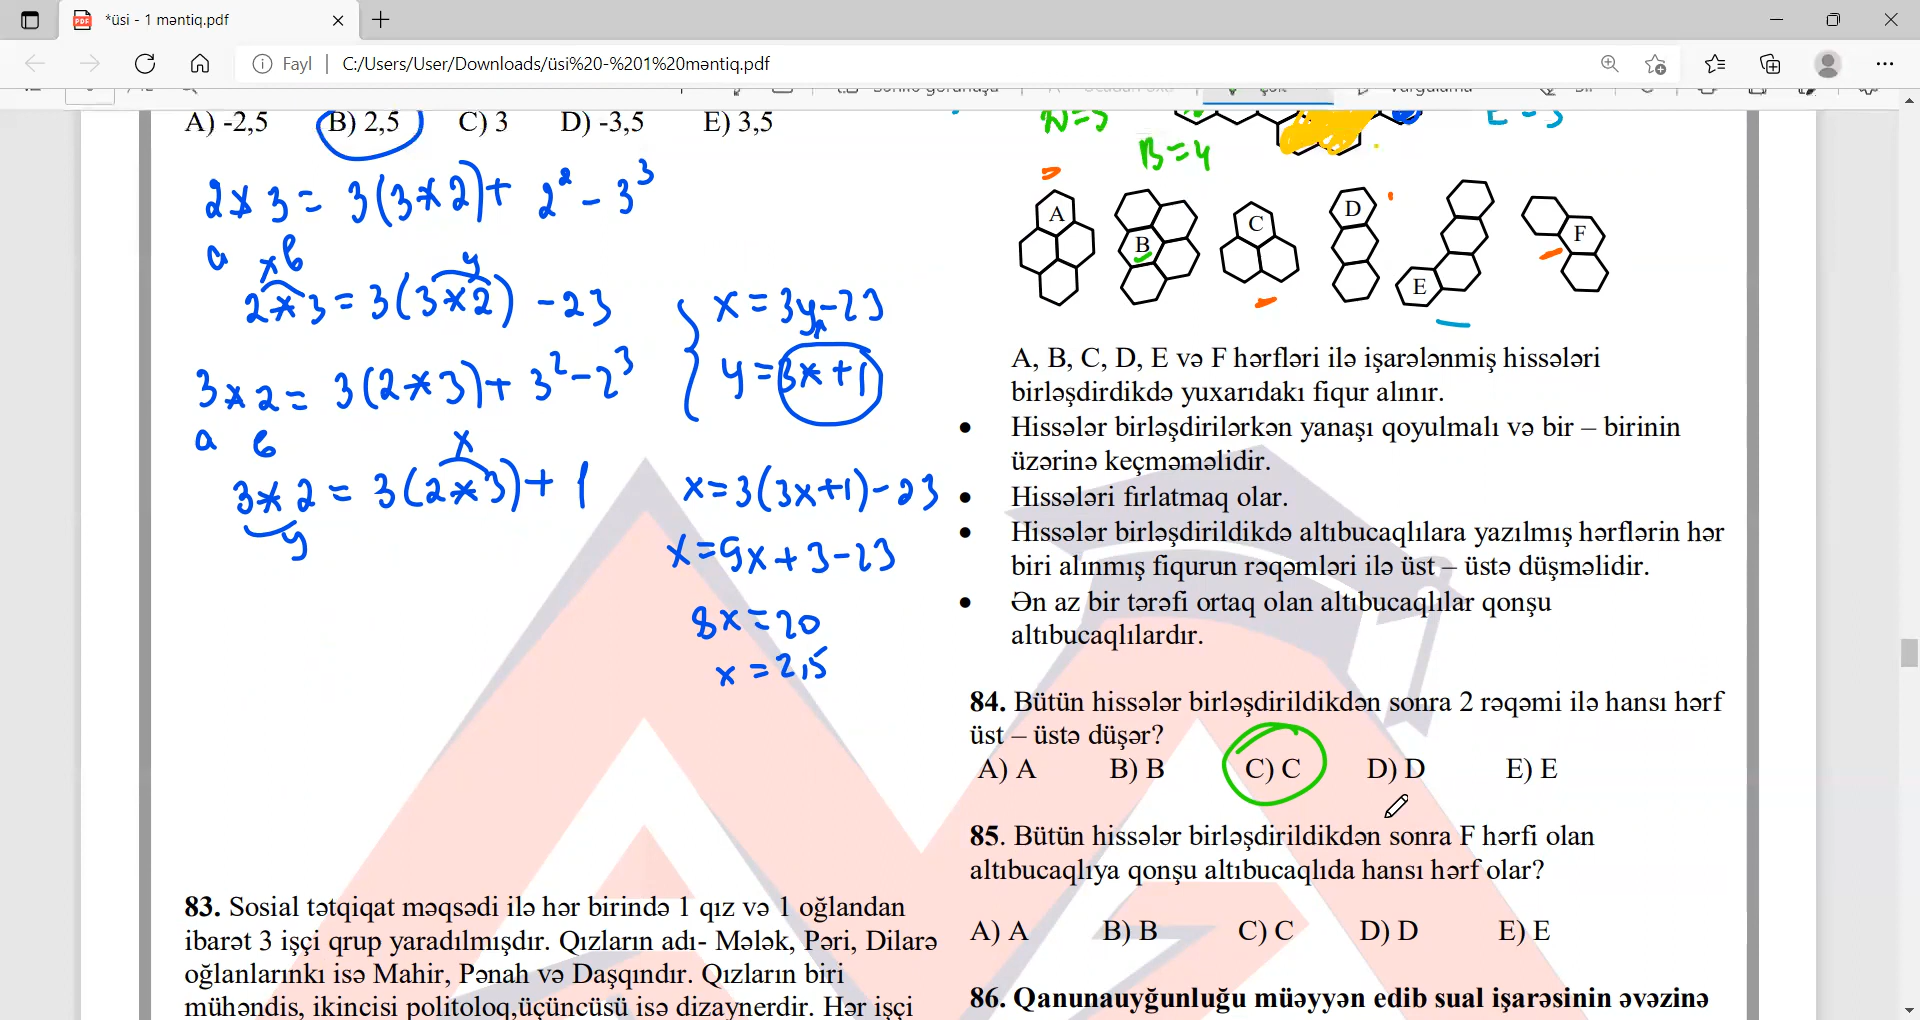 *üsi - 1 məntiq.pdf
Fayl | C:/Users/User/Downloads/üsi%20-%201%20məntiq.pdf
A) -2,5 B) 2,5 C) 3 D) -3,5 E) 3,5
2*3= 3(3*2)+ 2² - 3³
a b
x y
2*3=3(3*2) -23
3*2= 3(2*3)+ 3²-2³
a b x
3*2= 3(2*3)+1
y
x=3y-23
y=3x+1
x=3(3x+1)-23
x=9x+3-23
8x=20
x=2,5
83. Sosial tətqiqat məqsədi ilə hər birində 1 qız və 1 oğlandan
ibarət 3 işçi qrup yaradılmışdır. Qızların adı- Mələk, Pəri, Dilarə
oğlanlarınkı isə Mahir, Pənah və Daşqındır. Qızların biri
mühəndis, ikincisi politoloq,üçüncüsü isə dizaynerdir. Hər işçi
B=4
A B C D E F
A, B, C, D, E və F hərfləri ilə işarələnmiş hissələri
birləşdirdikdə yuxarıdakı fiqur alınır.
• Hissələr birləşdirilərkən yanaşı qoyulmalı və bir – birinin
üzərinə keçməməlidir.
• Hissələri fırlatmaq olar.
• Hissələr birləşdirildikdə altıbucaqlılara yazılmış hərflərin hər
biri alınmış fiqurun rəqəmləri ilə üst – üstə düşməlidir.
• Ən az bir tərəfi ortaq olan altıbucaqlılar qonşu
altıbucaqlılardır.
84. Bütün hissələr birləşdirildikdən sonra 2 rəqəmi ilə hansı hərf
üst – üstə düşər?
A) A B) B C) C D) D E) E
85. Bütün hissələr birləşdirildikdən sonra F hərfi olan
altıbucaqlıya qonşu altıbucaqlıda hansı hərf olar?
A) A B) B C) C D) D E) E
86. Qanunauyğunluğu müəyyən edib sual işarəsinin əvəzinə